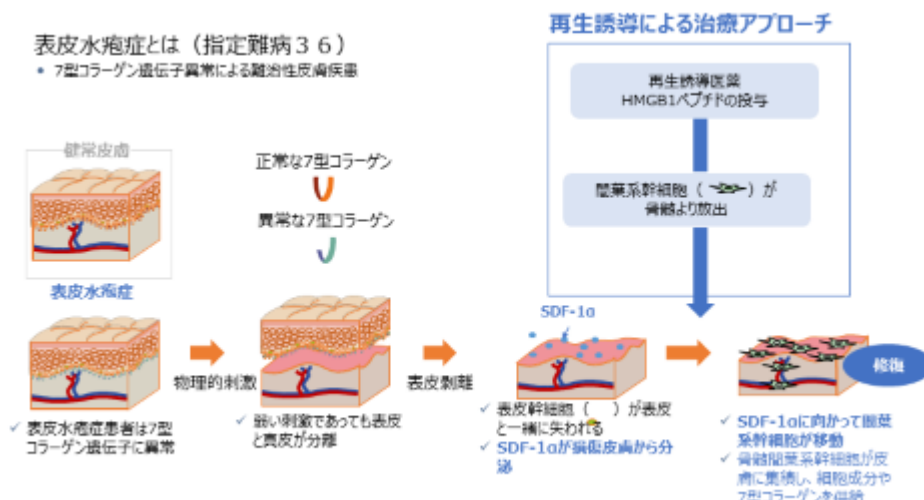 表皮水疱症とは（指定難病３６）
• 7型コラーゲン遺伝子異常による難治性皮膚疾患
再生誘導による治療アプローチ
再生誘導医薬
HMGB1ペプチドの投与
間葉系幹細胞（　　）が
骨髄より放出
健常皮膚
正常な7型コラーゲン
異常な7型コラーゲン
表皮水疱症
物理的刺激
表皮剝離
SDF-1α
修復
✓ 表皮水疱症患者は7型
コラーゲン遺伝子に異常
✓ 弱い刺激であっても表皮
と真皮が分離
✓ 表皮幹細胞（　　）が表皮
と一緒に失われる
✓ SDF-1αが損傷皮膚から分
泌
✓ SDF-1αに向かって間葉
系幹細胞が移動
✓ 骨髄間葉系幹細胞が皮
膚に集積し、細胞成分や
7型コラーゲンを供給